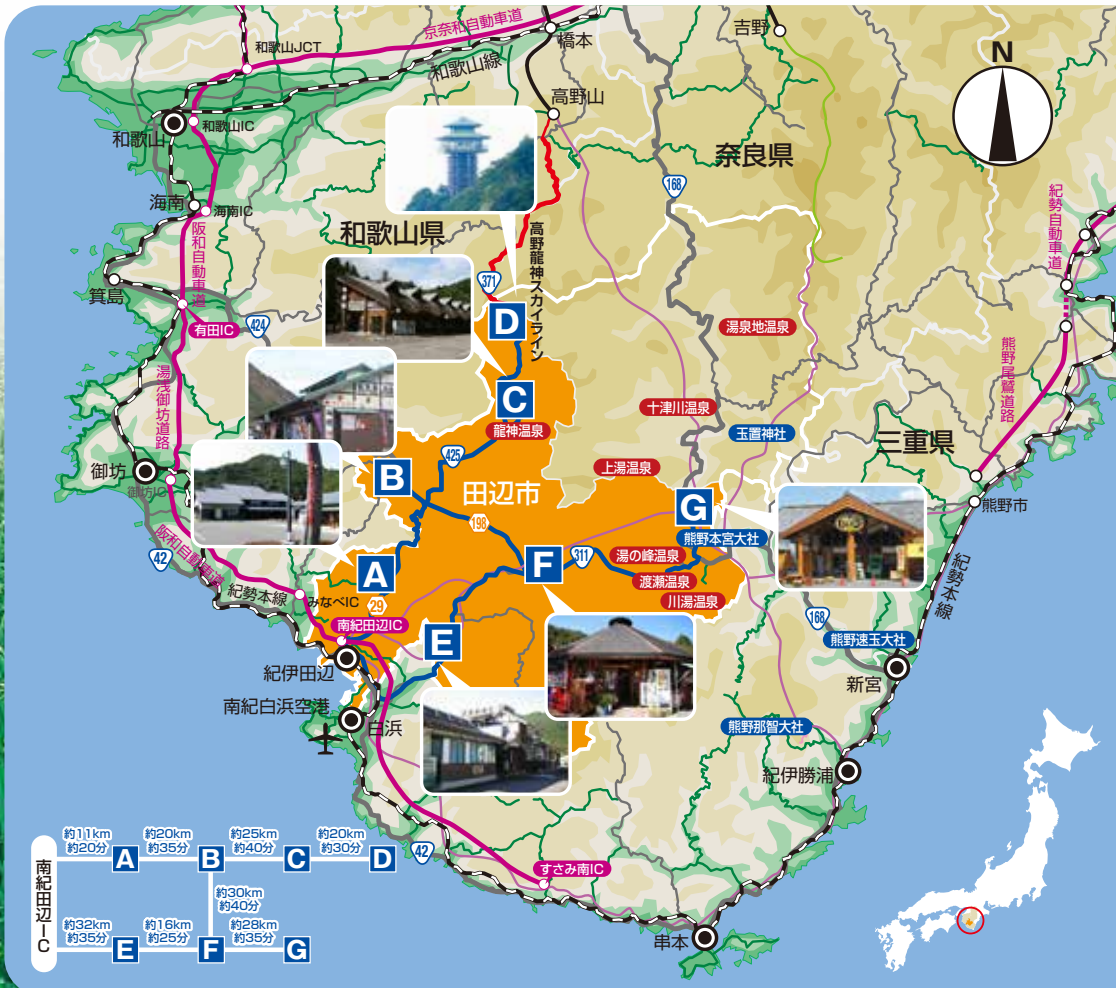 京奈和自動車道
吉野
橋本
和歌山JCT
和歌山線
N
高野山
和歌山
和歌山IC
奈良県
168
海南
海南IC
紀勢自動車道
阪和自動車道
和歌山県
高野龍神スカイライン
371
箕島
有田IC
424
D
湯泉地温泉
熊野尾鷲道路
湯浅御坊道路
C
十津川温泉
龍神温泉
玉置神社
三重県
425
御坊
御坊IC
B
田辺市
上湯温泉
G
熊野市
198
熊野本宮大社
阪和自動車道
42
A
F
311
湯の峰温泉
紀勢本線
紀勢本線
みなべIC
29
渡瀬温泉
川湯温泉
168
南紀田辺IC
E
熊野速玉大社
紀伊田辺
新宮
南紀白浜空港
白浜
熊野那智大社
紀伊勝浦
42
すさみ南IC
串本
南紀田辺IC
約11km
約20分
A
約20km
約35分
B
約25km
約40分
C
約20km
約30分
D
約30km
約40分
約32km
約35分
E
約16km
約25分
F
約28km
約35分
G